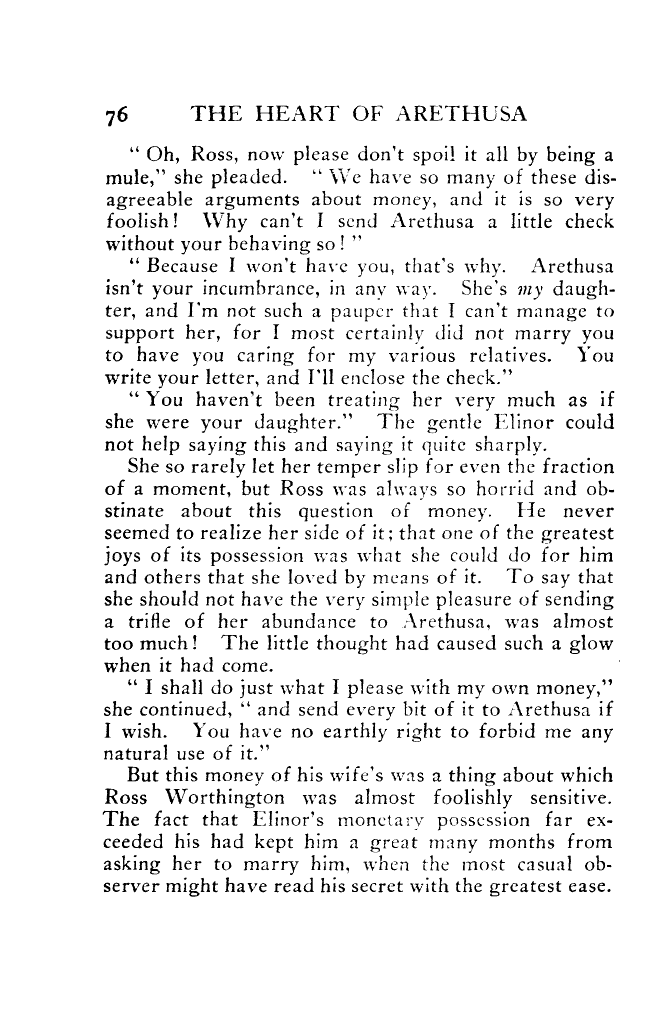 76 THE HEART OF ARETHUSA
“ Oh, Ross, now please don't spoil it all by being a
mule,” she pleaded. “ We have so many of these dis-
agreeable arguments about money, and it is so very
foolish! Why can't I send Arethusa a little check
without your behaving so! ”
“ Because I won't have you, that's why. Arethusa
isn't your incumbrance, in any way. She's my daugh-
ter, and I'm not such a pauper that I can't manage to
support her, for I most certainly did not marry you
to have you caring for my various relatives. You
write your letter, and I'll enclose the check.”
“ You haven't been treating her very much as if
she were your daughter.” The gentle Elinor could
not help saying this and saying it quite sharply.
She so rarely let her temper slip for even the fraction
of a moment, but Ross was always so horrid and ob-
stinate about this question of money. He never
seemed to realize her side of it; that one of the greatest
joys of its possession was what she could do for him
and others that she loved by means of it. To say that
she should not have the very simple pleasure of sending
a trifle of her abundance to Arethusa, was almost
too much! The little thought had caused such a glow
when it had come.
“ I shall do just what I please with my own money,”
she continued, “ and send every bit of it to Arethusa if
I wish. You have no earthly right to forbid me any
natural use of it.”
But this money of his wife's was a thing about which
Ross Worthington was almost foolishly sensitive.
The fact that Elinor's monetary possession far ex-
ceeded his had kept him a great many months from
asking her to marry him, when the most casual ob-
server might have read his secret with the greatest ease.